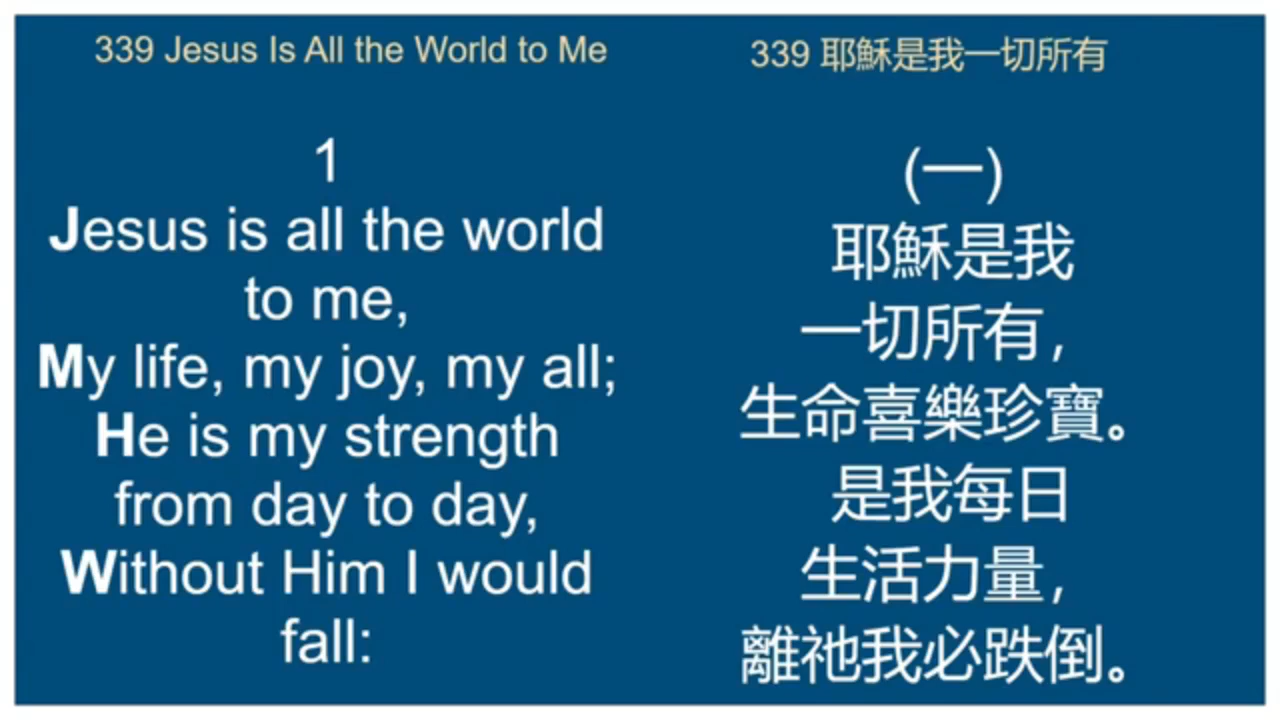 339 Jesus Is All the World to Me
1
Jesus is all the world
to me,
My life, my joy, my all;
He is my strength
from day to day,
Without Him I would
fall:
339 耶穌是我一切所有
(一)
耶穌是我
一切所有，
生命喜樂珍寶。
是我每日
生活力量，
離祂我必跌倒。